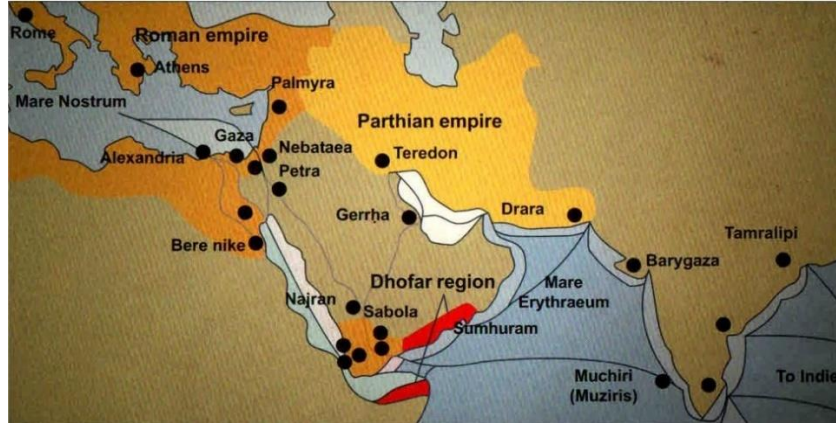 Rome
Roman empire
Athens
Palmyra
Mare Nostrum
Parthian empire
Gaza
Alexandria
Nebataea
Teredon
Petra
Gerrha
Drara
Tamralipi
Bere nike
Barygaza
Dhofar region
Mare
Erythraeum
Najran
Sabola
Sumhuram
Muchiri
(Muziris)
To Indie